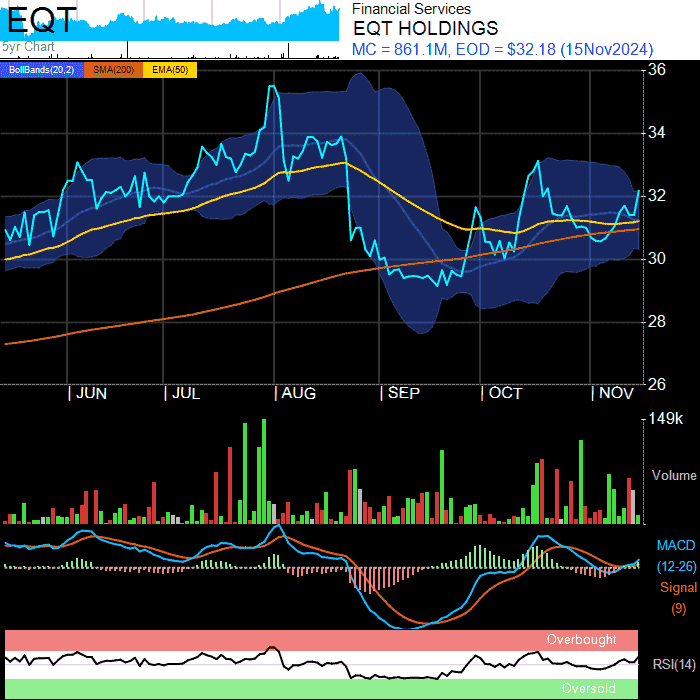 EQT
5yr Chart
Financial Services
EQT HOLDINGS
MC = 861.1M, EOD = $32.18 (15Nov2024)
BollBands(20,2) SMA(200) EMA(50)
36
34
32
30
28
26
| JUN | JUL | AUG | SEP | OCT | NOV
149k
Volume
MACD
(12-26)
Signal
(9)
Overbought
RSI(14)
Oversold